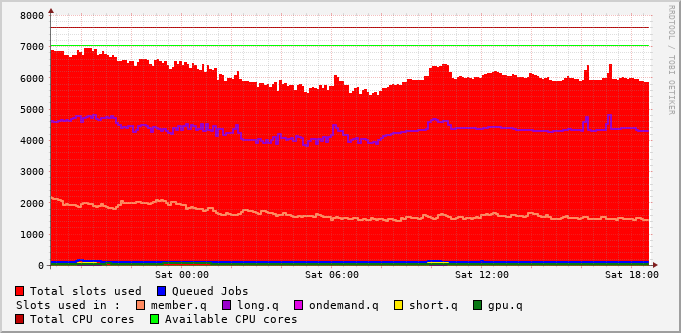 8000
7000
6000
5000
4000
3000
2000
1000
0
Sat 00:00 Sat 06:00 Sat 12:00 Sat 18:00
Total slots used Queued Jobs
Slots used in : member.q long.q ondemand.q short.q gpu.q
Total CPU cores Available CPU cores
RRDTOOL / TOBI OETIKER